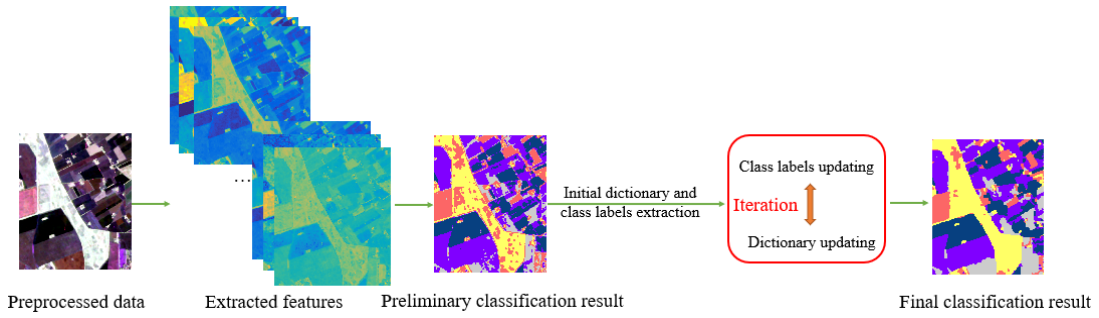 ...
Initial dictionary and
class labels extraction
Class labels updating
Iteration
Dictionary updating
Preprocessed data
Extracted features
Preliminary classification result
Final classification result